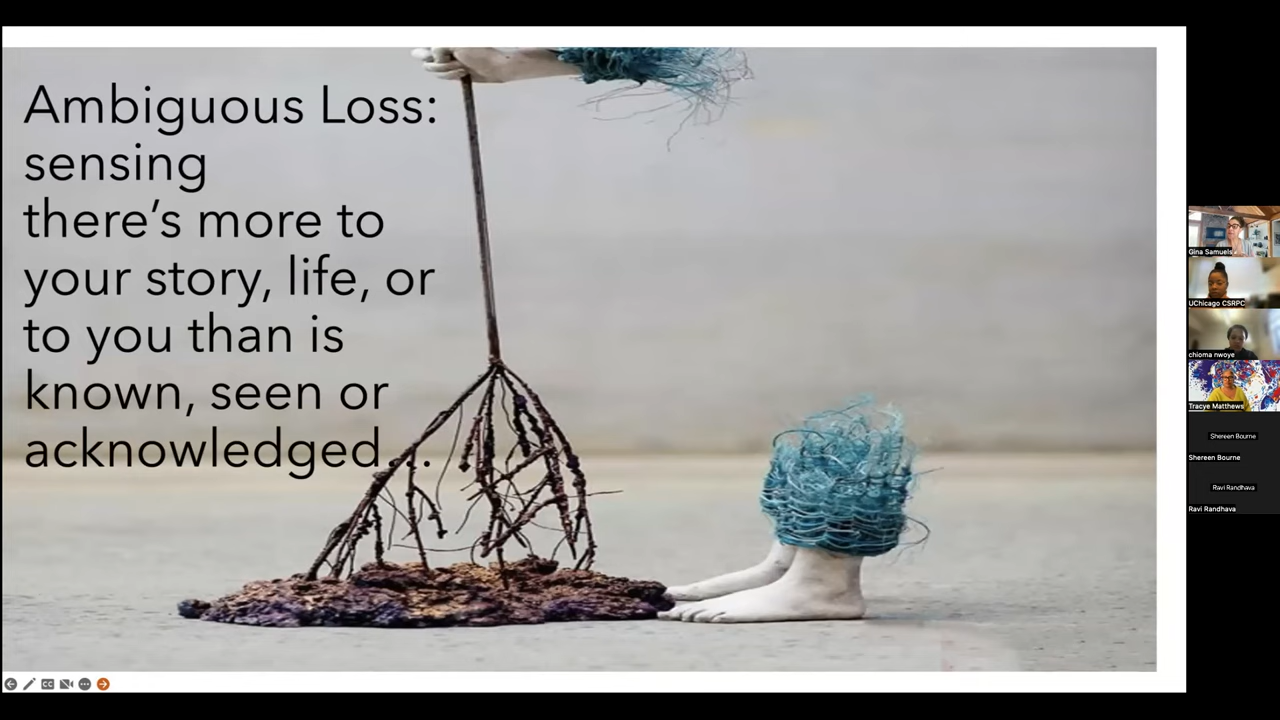 Ambiguous Loss:
sensing
there’s more to
your story, life, or
to you than is
known, seen or
acknowledged...
Gina Samuels
UChicago CSRPC
chioma nwoye
Tracye Matthews
Shereen Bourne
Shereen Bourne
Ravi Randhava
Ravi Randhava
CC